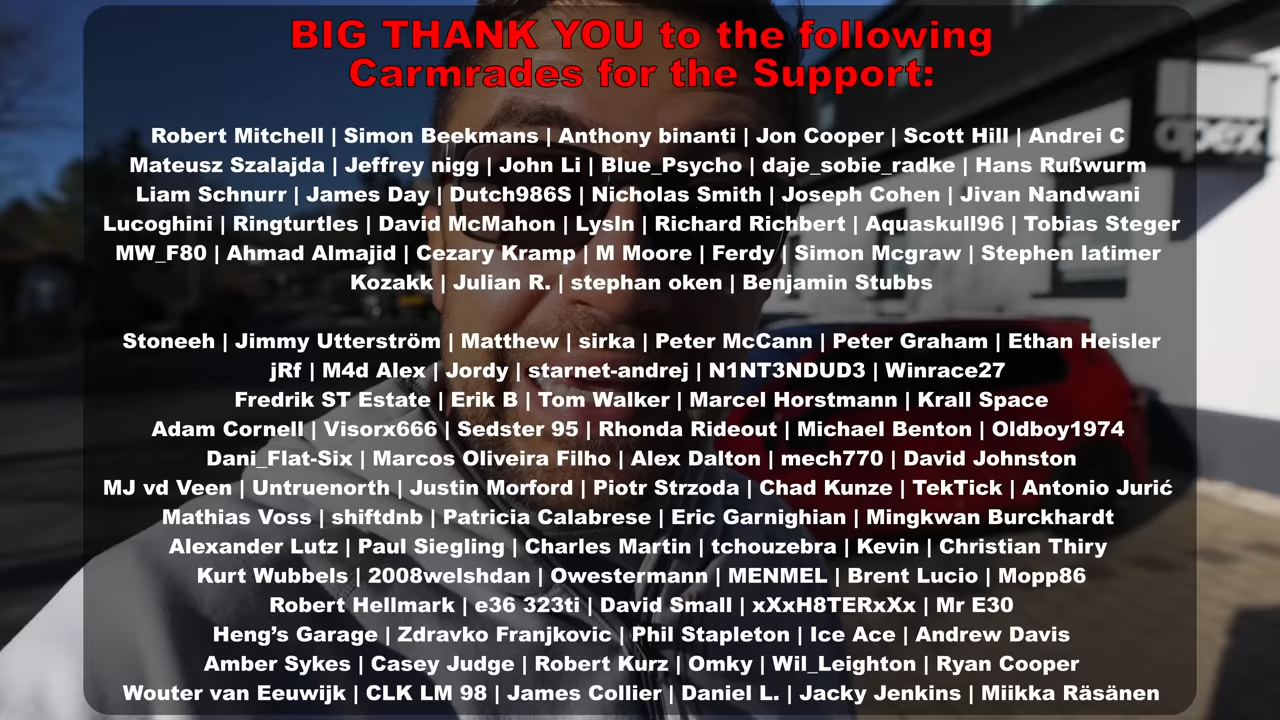 BIG THANK YOU to the following
Carmrades for the Support:
Robert Mitchell | Simon Beekmans | Anthony binanti | Jon Cooper | Scott Hill | Andrei C
Mateusz Szalajda | Jeffrey nigg | John Li | Blue_Psycho | daje_sobie_radke | Hans Rußwurm
Liam Schnurr | James Day | Dutch986S | Nicholas Smith | Joseph Cohen | Jivan Nandwani
Lucoghini | Ringturtles | David McMahon | Lysln | Richard Richbert | Aquaskull96 | Tobias Steger
MW_F80 | Ahmad Almajid | Cezary Kramp | M Moore | Ferdy | Simon Mcgraw | Stephen latimer
Kozakk | Julian R. | stephan oken | Benjamin Stubbs
Stoneeh | Jimmy Utterström | Matthew | sirka | Peter McCann | Peter Graham | Ethan Heisler
jRf | M4d Alex | Jordy | starnet-andrej | N1NT3NDUD3 | Winrace27
Fredrik ST Estate | Erik B | Tom Walker | Marcel Horstmann | Krall Space
Adam Cornell | Visorx666 | Sedster 95 | Rhonda Rideout | Michael Benton | Oldboy1974
Dani_Flat-Six | Marcos Oliveira Filho | Alex Dalton | mech770 | David Johnston
MJ vd Veen | Untruenorth | Justin Morford | Piotr Strzoda | Chad Kunze | TekTick | Antonio Jurić
Mathias Voss | shiftdnb | Patricia Calabrese | Eric Garnighian | Mingkwan Burckhardt
Alexander Lutz | Paul Siegling | Charles Martin | tchouzebra | Kevin | Christian Thiry
Kurt Wubbels | 2008welshdan | Owestermann | MENMEL | Brent Lucio | Mopp86
Robert Hellmark | e36 323ti | David Small | xXxH8TERxXx | Mr E30
Heng’s Garage | Zdravko Franjkovic | Phil Stapleton | Ice Ace | Andrew Davis
Amber Sykes | Casey Judge | Robert Kurz | Omky | Wil_Leighton | Ryan Cooper
Wouter van Eeuwijk | CLK LM 98 | James Collier | Daniel L. | Jacky Jenkins | Miikka Räsänen
apex